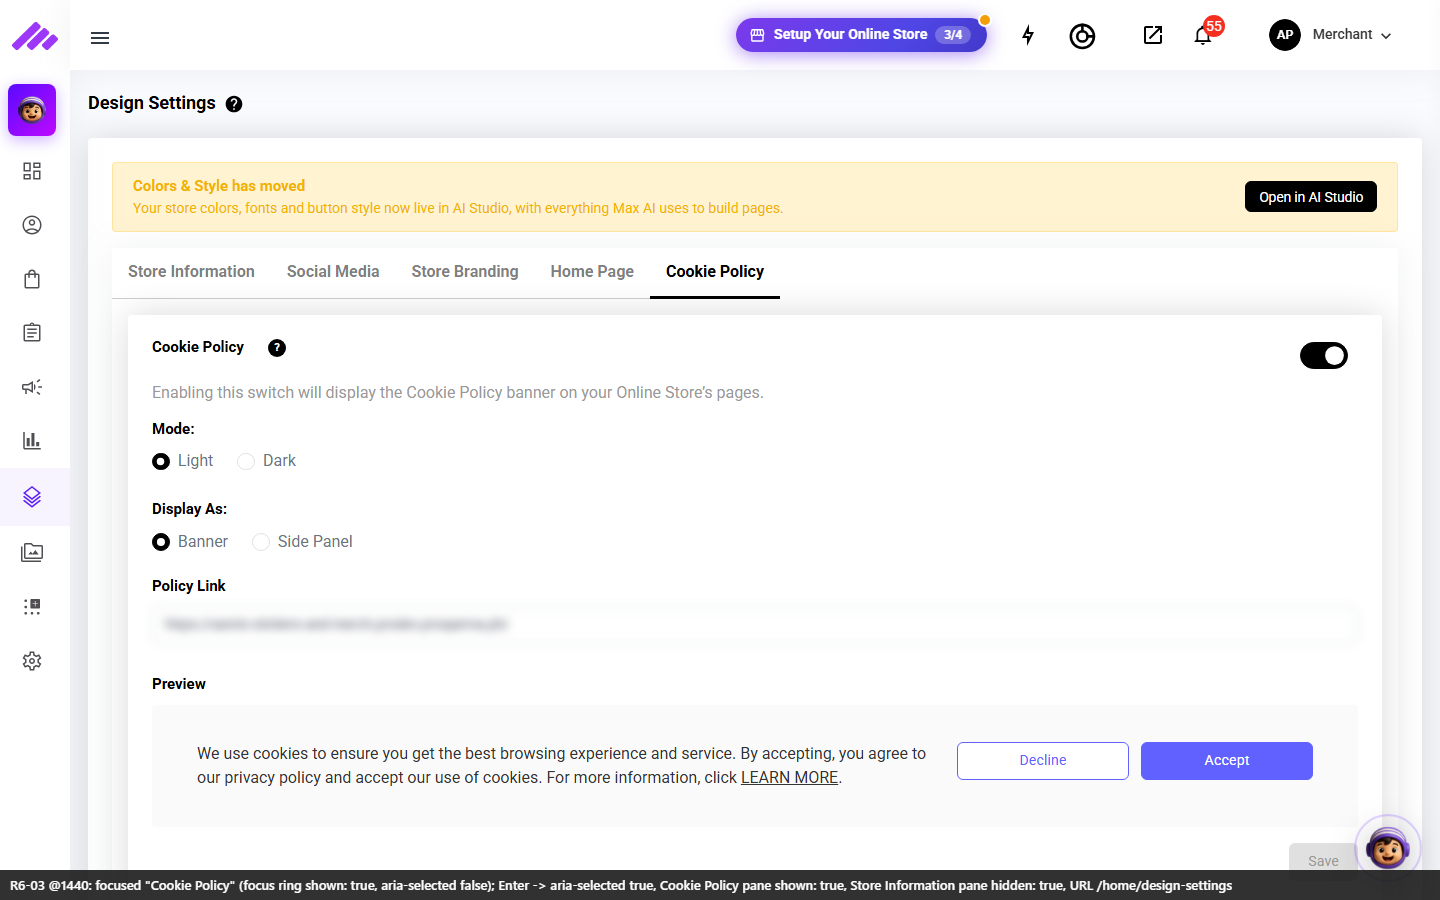 Setup Your Online Store 3/4
55
AP Merchant
Design Settings ?
Colors & Style has moved
Your store colors, fonts and button style now live in AI Studio, with everything Max AI uses to build pages.
Open in AI Studio
Store Information Social Media Store Branding Home Page Cookie Policy
Cookie Policy ?
Enabling this switch will display the Cookie Policy banner on your Online Store's pages.
Mode:
Light Dark
Display As:
Banner Side Panel
Policy Link
Preview
We use cookies to ensure you get the best browsing experience and service. By accepting, you agree to
our privacy policy and accept our use of cookies. For more information, click LEARN MORE.
Decline Accept
Save
R6-03 @1440: focused "Cookie Policy" (focus ring shown: true, aria-selected false); Enter -> aria-selected true, Cookie Policy pane shown: true, Store Information pane hidden: true, URL /home/design-settings